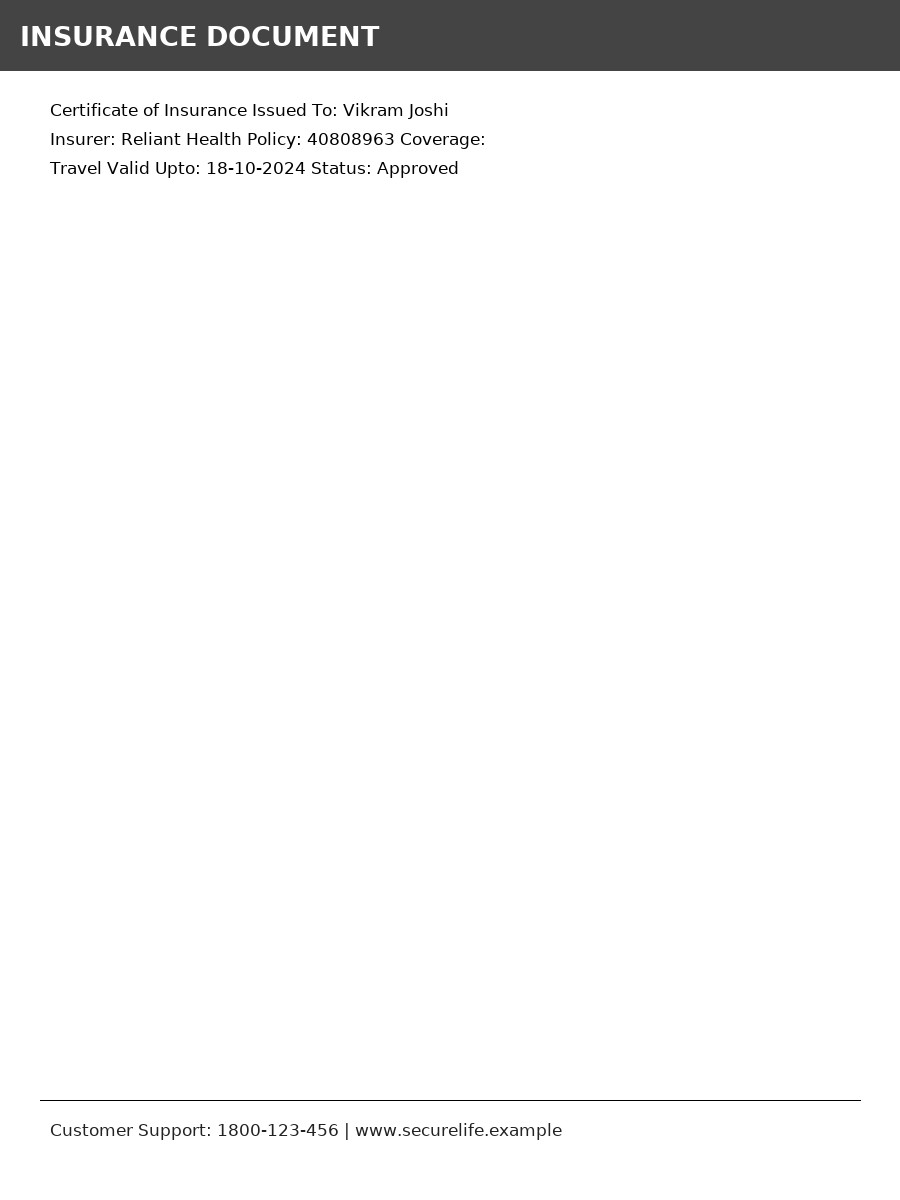 INSURANCE DOCUMENT
Certificate of Insurance Issued To: Vikram Joshi
Insurer: Reliant Health Policy: 40808963 Coverage:
Travel Valid Upto: 18-10-2024 Status: Approved
Customer Support: 1800-123-456 | www.securelife.example